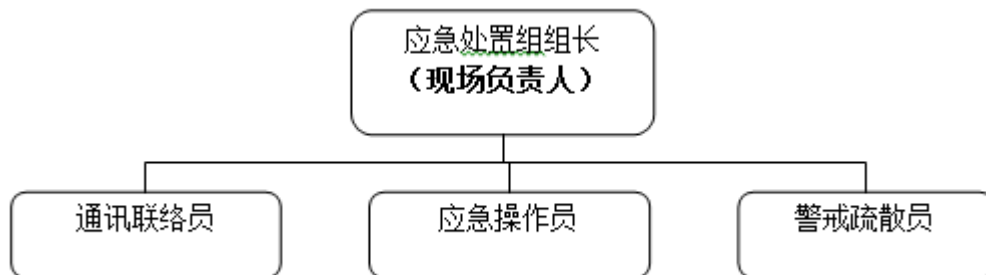 应急处置组组长
（现场负责人）
通讯联络员
应急操作员
警戒疏散员